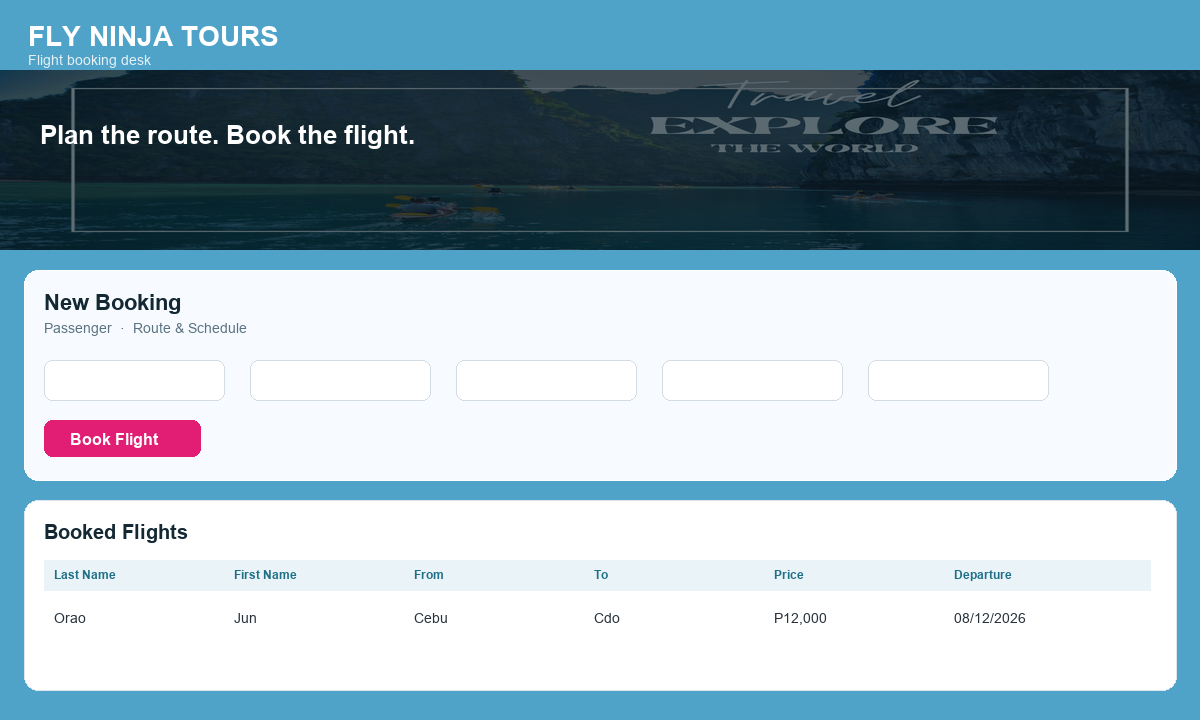 FLY NINJA TOURS
Flight booking desk
Travel
EXPLORE
THE WORLD
Plan the route. Book the flight.
New Booking
Passenger · Route & Schedule
Book Flight
Booked Flights
Last Name First Name From To Price Departure
Orao Jun Cebu Cdo P12,000 08/12/2026